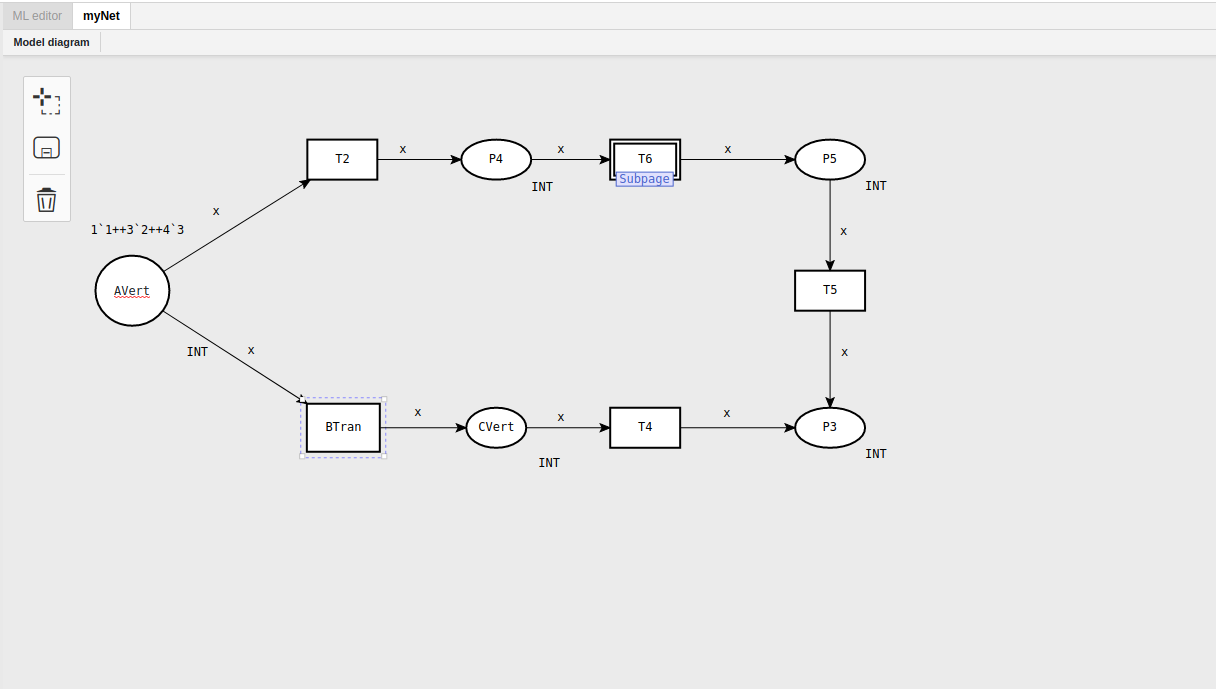 ML editor
myNet
Model diagram
T2
x
P4
x
T6
x
P5
Subpage
INT
INT
x
1`1++3`2++4`3
x
AVert
T5
INT
x
x
BTran
x
CVert
x
T4
x
P3
INT
INT